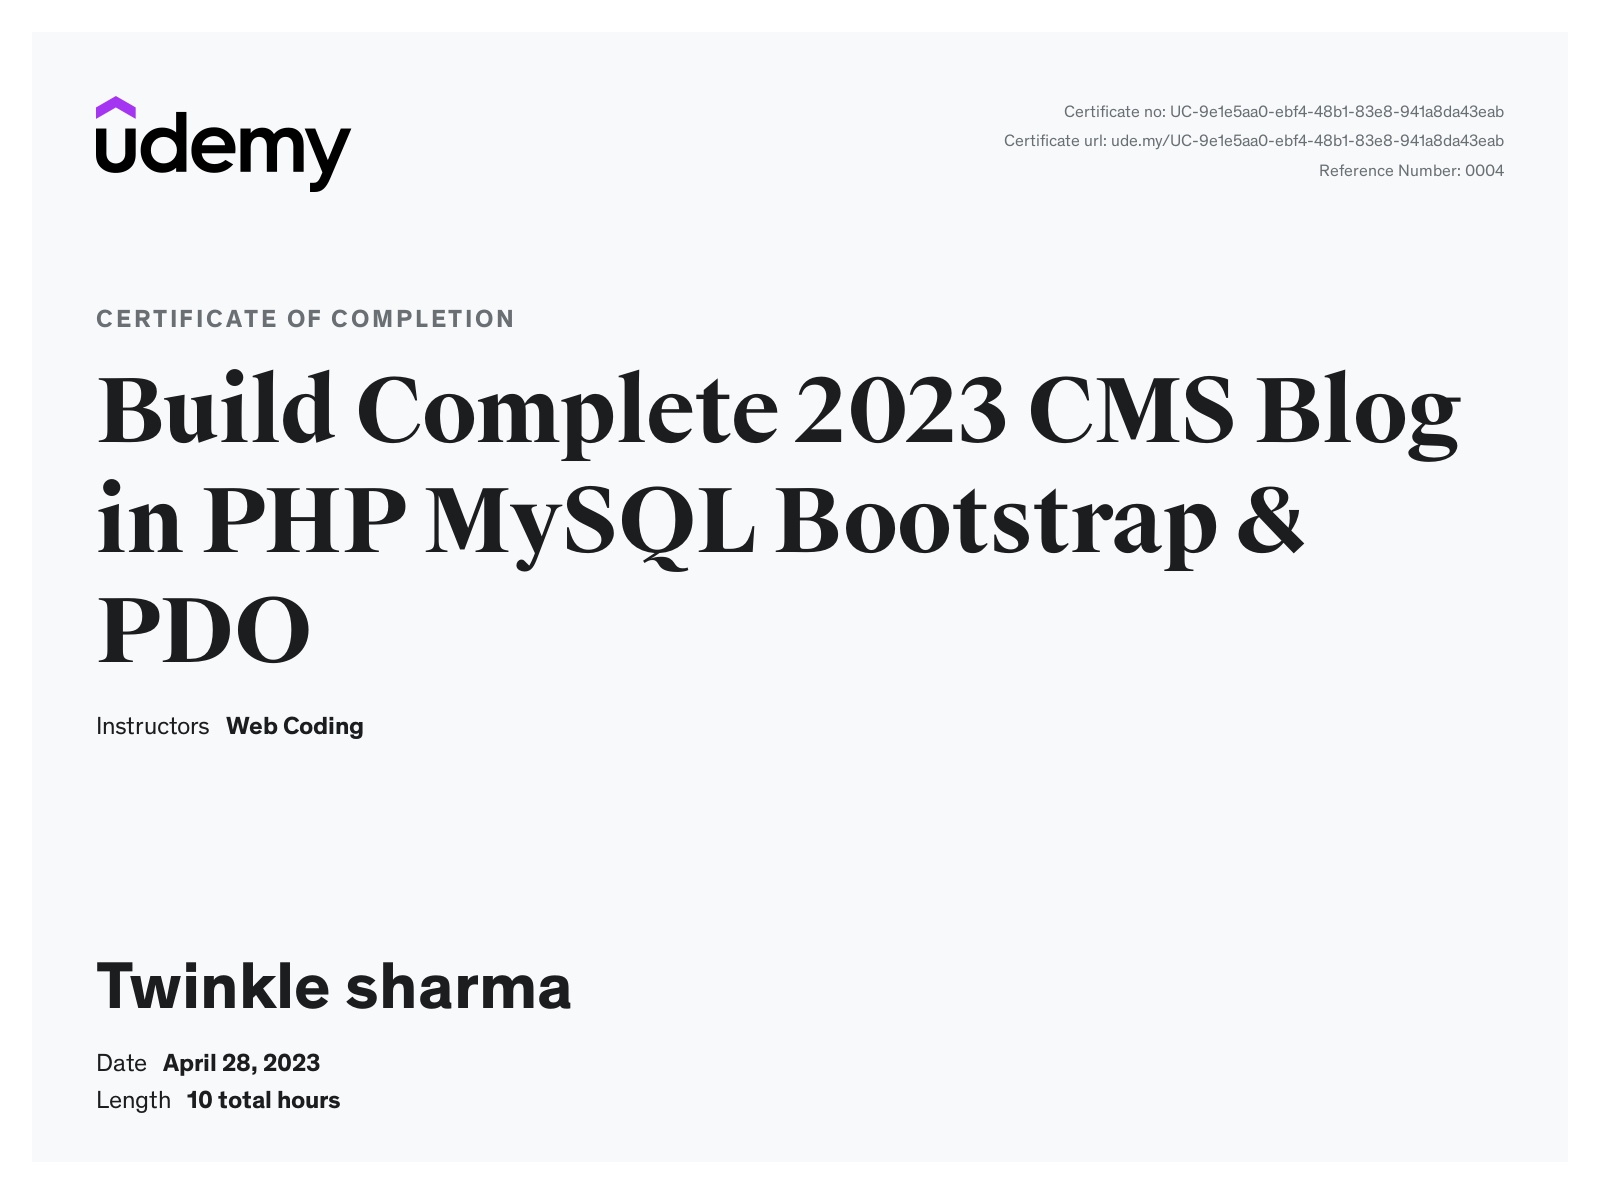 udemy
Certificate no: UC-9e1e5aa0-ebf4-48b1-83e8-941a8da43eab
Certificate url: ude.my/UC-9e1e5aa0-ebf4-48b1-83e8-941a8da43eab
Reference Number: 0004
CERTIFICATE OF COMPLETION
Build Complete 2023 CMS Blog
in PHP MySQL Bootstrap &
PDO
Instructors Web Coding
Twinkle sharma
Date April 28, 2023
Length 10 total hours